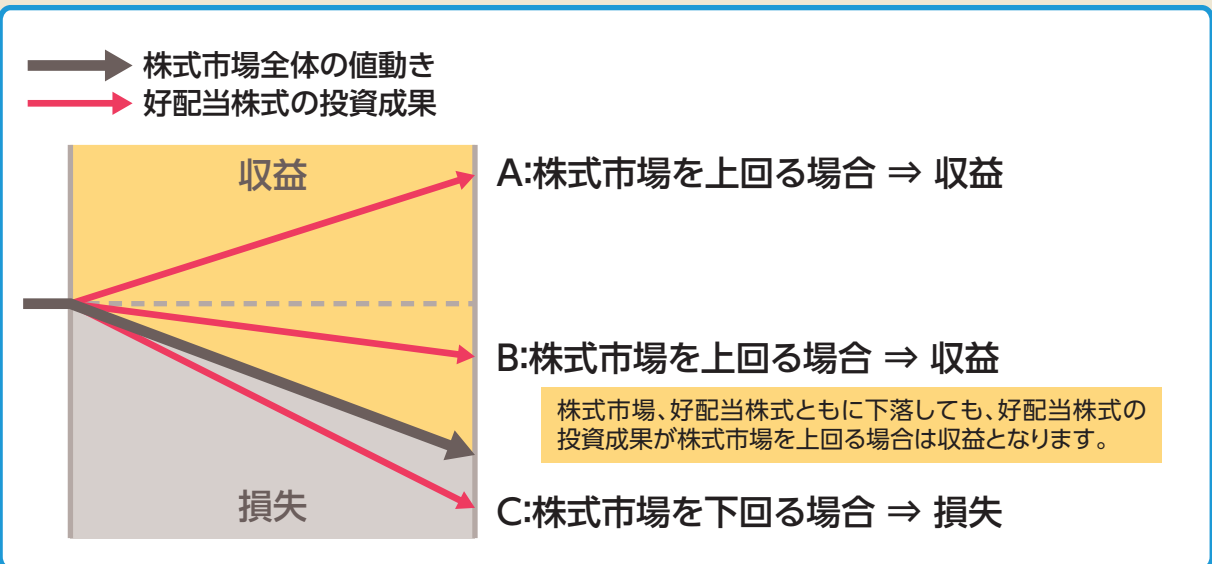 株式市場全体の値動き
好配当株式の投資成果
収益
A:株式市場を上回る場合 ⇒ 収益
B:株式市場を上回る場合 ⇒ 収益
株式市場、好配当株式ともに下落しても、好配当株式の
投資成果が株式市場を上回る場合は収益となります。
損失
C:株式市場を下回る場合 ⇒ 損失